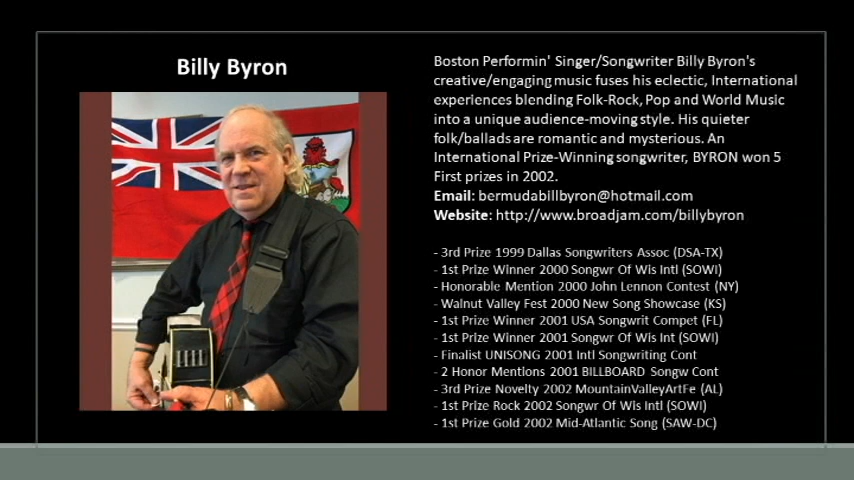 Billy Byron
Boston Performin' Singer/Songwriter Billy Byron's
creative/engaging music fuses his eclectic, International
experiences blending Folk-Rock, Pop and World Music
into a unique audience-moving style. His quieter
folk/ballads are romantic and mysterious. An
International Prize-Winning songwriter, BYRON won 5
First prizes in 2002.
Email: bermudabillbyron@hotmail.com
Website: http://www.broadjam.com/billybyron
- 3rd Prize 1999 Dallas Songwriters Assoc (DSA-TX)
- 1st Prize Winner 2000 Songwr Of Wis Intl (SOWI)
- Honorable Mention 2000 John Lennon Contest (NY)
- Walnut Valley Fest 2000 New Song Showcase (KS)
- 1st Prize Winner 2001 USA Songwrit Compet (FL)
- 1st Prize Winner 2001 Songwr Of Wis Int (SOWI)
- Finalist UNISONG 2001 Intl Songwriting Cont
- 2 Honor Mentions 2001 BILLBOARD Songw Cont
- 3rd Prize Novelty 2002 MountainValleyArtFe (AL)
- 1st Prize Rock 2002 Songwr Of Wis Intl (SOWI)
- 1st Prize Gold 2002 Mid-Atlantic Song (SAW-DC)